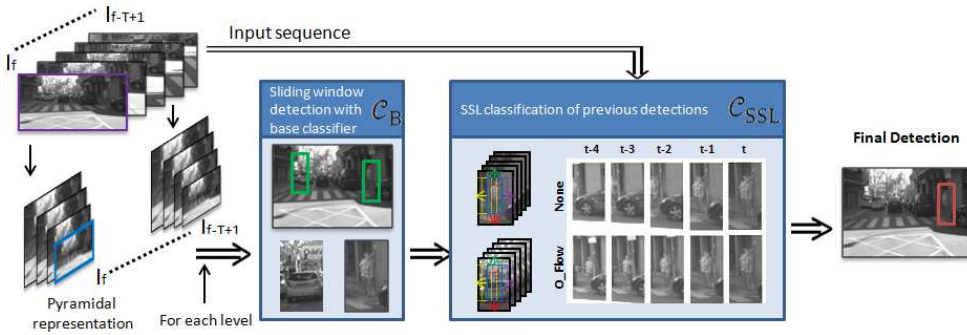 I_f-T+1
I_f
Input sequence
Sliding window
detection with
base classifier
C_B
SSL classification of previous detections
C_SSL
t-4 t-3 t-2 t-1 t
None
O_Flow
Final Detection
I_f-T+1
I_f
Pyramidal
representation
For each level